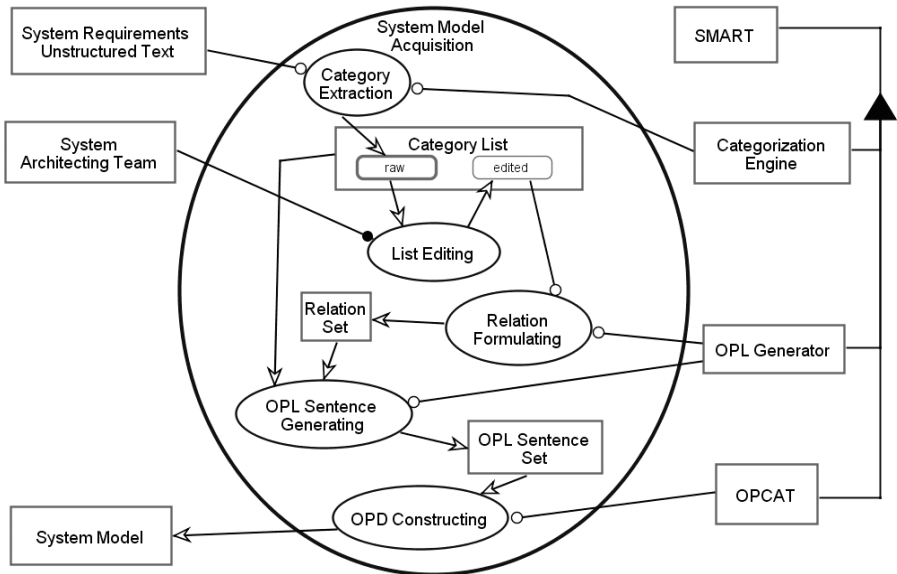 System Requirements
Unstructured Text
System Model
Acquisition
SMART
Category
Extraction
System
Architecting Team
Category List
raw
edited
Categorization
Engine
List Editing
Relation
Set
Relation
Formulating
OPL Generator
OPL Sentence
Generating
OPL Sentence
Set
OPCAT
OPD Constructing
System Model